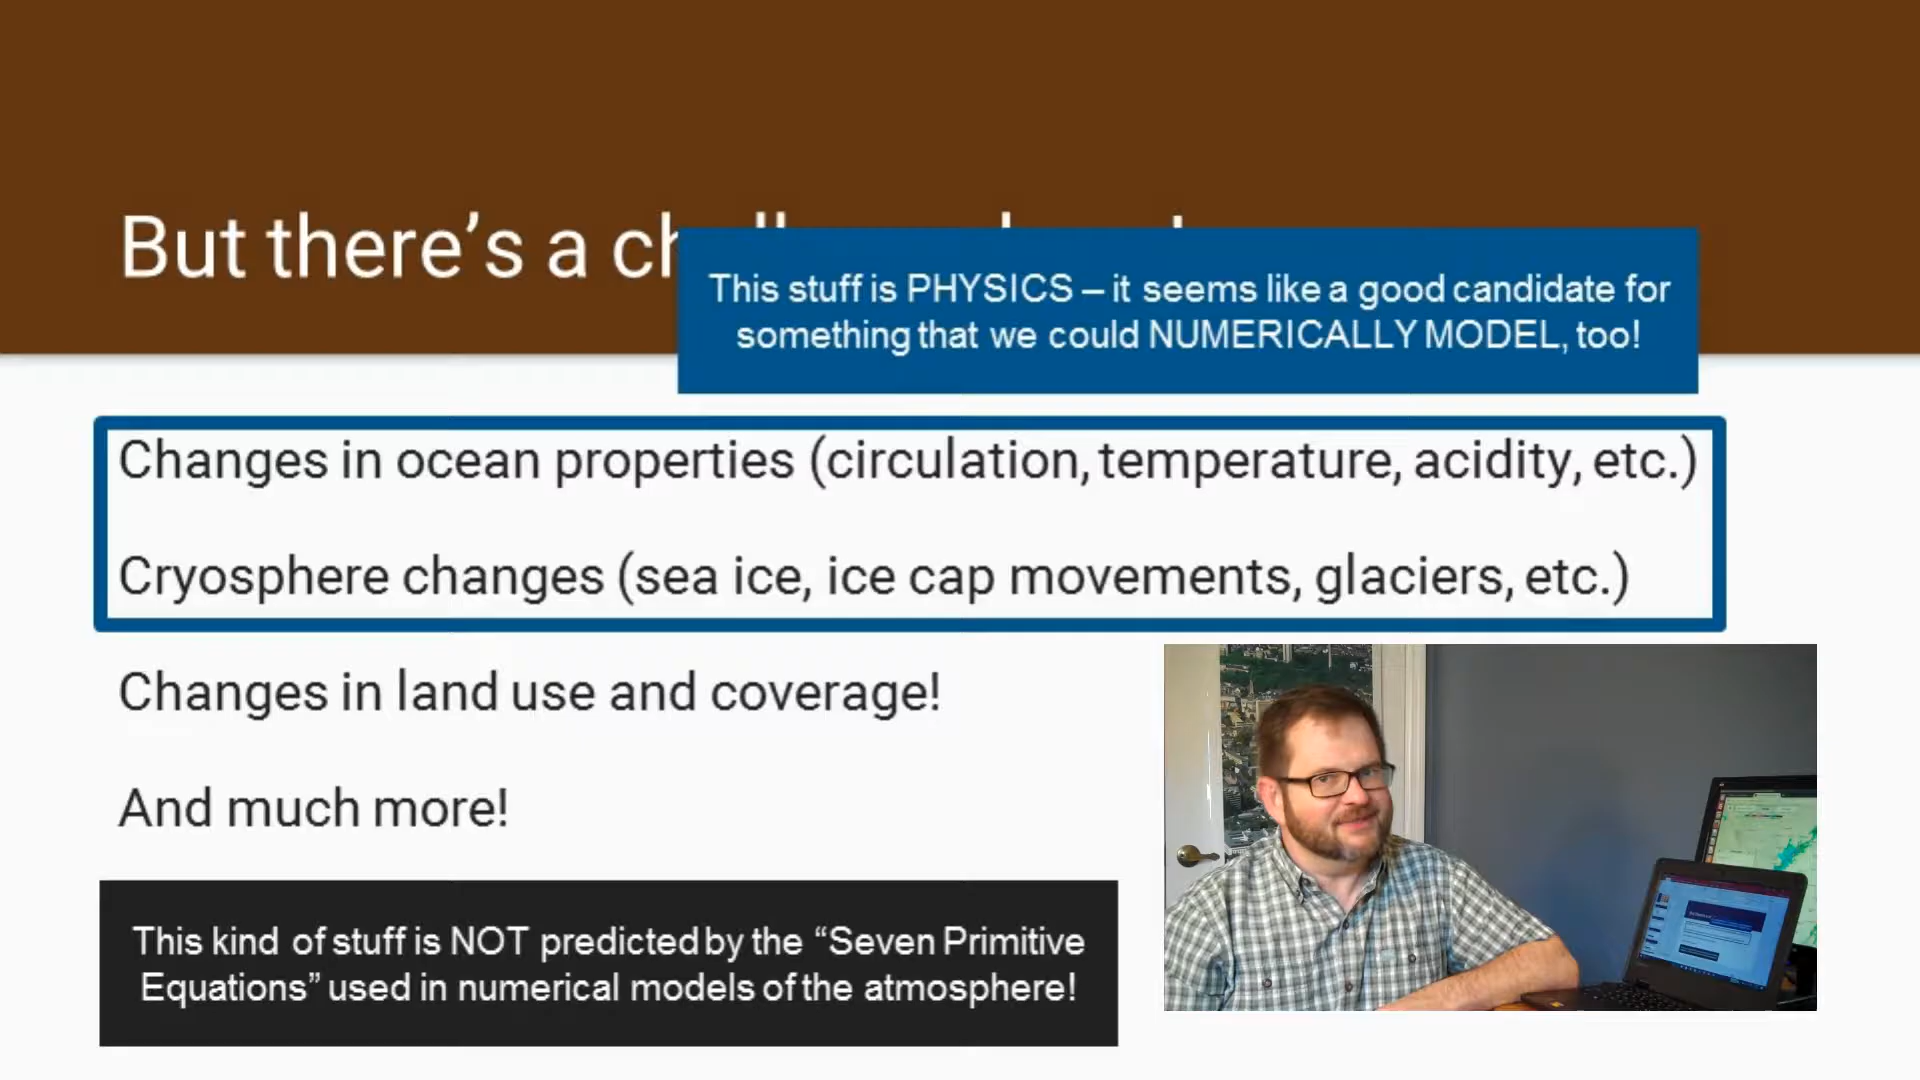 But there’s a
This stuff is PHYSICS – it seems like a good candidate for
something that we could NUMERICALLY MODEL, too!
Changes in ocean properties (circulation, temperature, acidity, etc.)
Cryosphere changes (sea ice, ice cap movements, glaciers, etc.)
Changes in land use and coverage!
And much more!
This kind of stuff is NOT predicted by the “Seven Primitive
Equations” used in numerical models of the atmosphere!